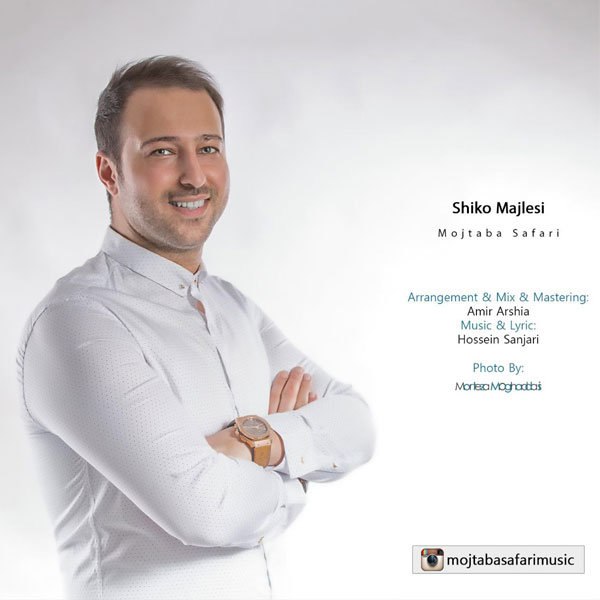 Shiko Majlesi
Mojtaba Safari
Arrangement & Mix & Mastering:
Amir Arshia
Music & Lyric:
Hossein Sanjari
Photo By:
Morteza Moghaddasi
mojtabasafarimusic